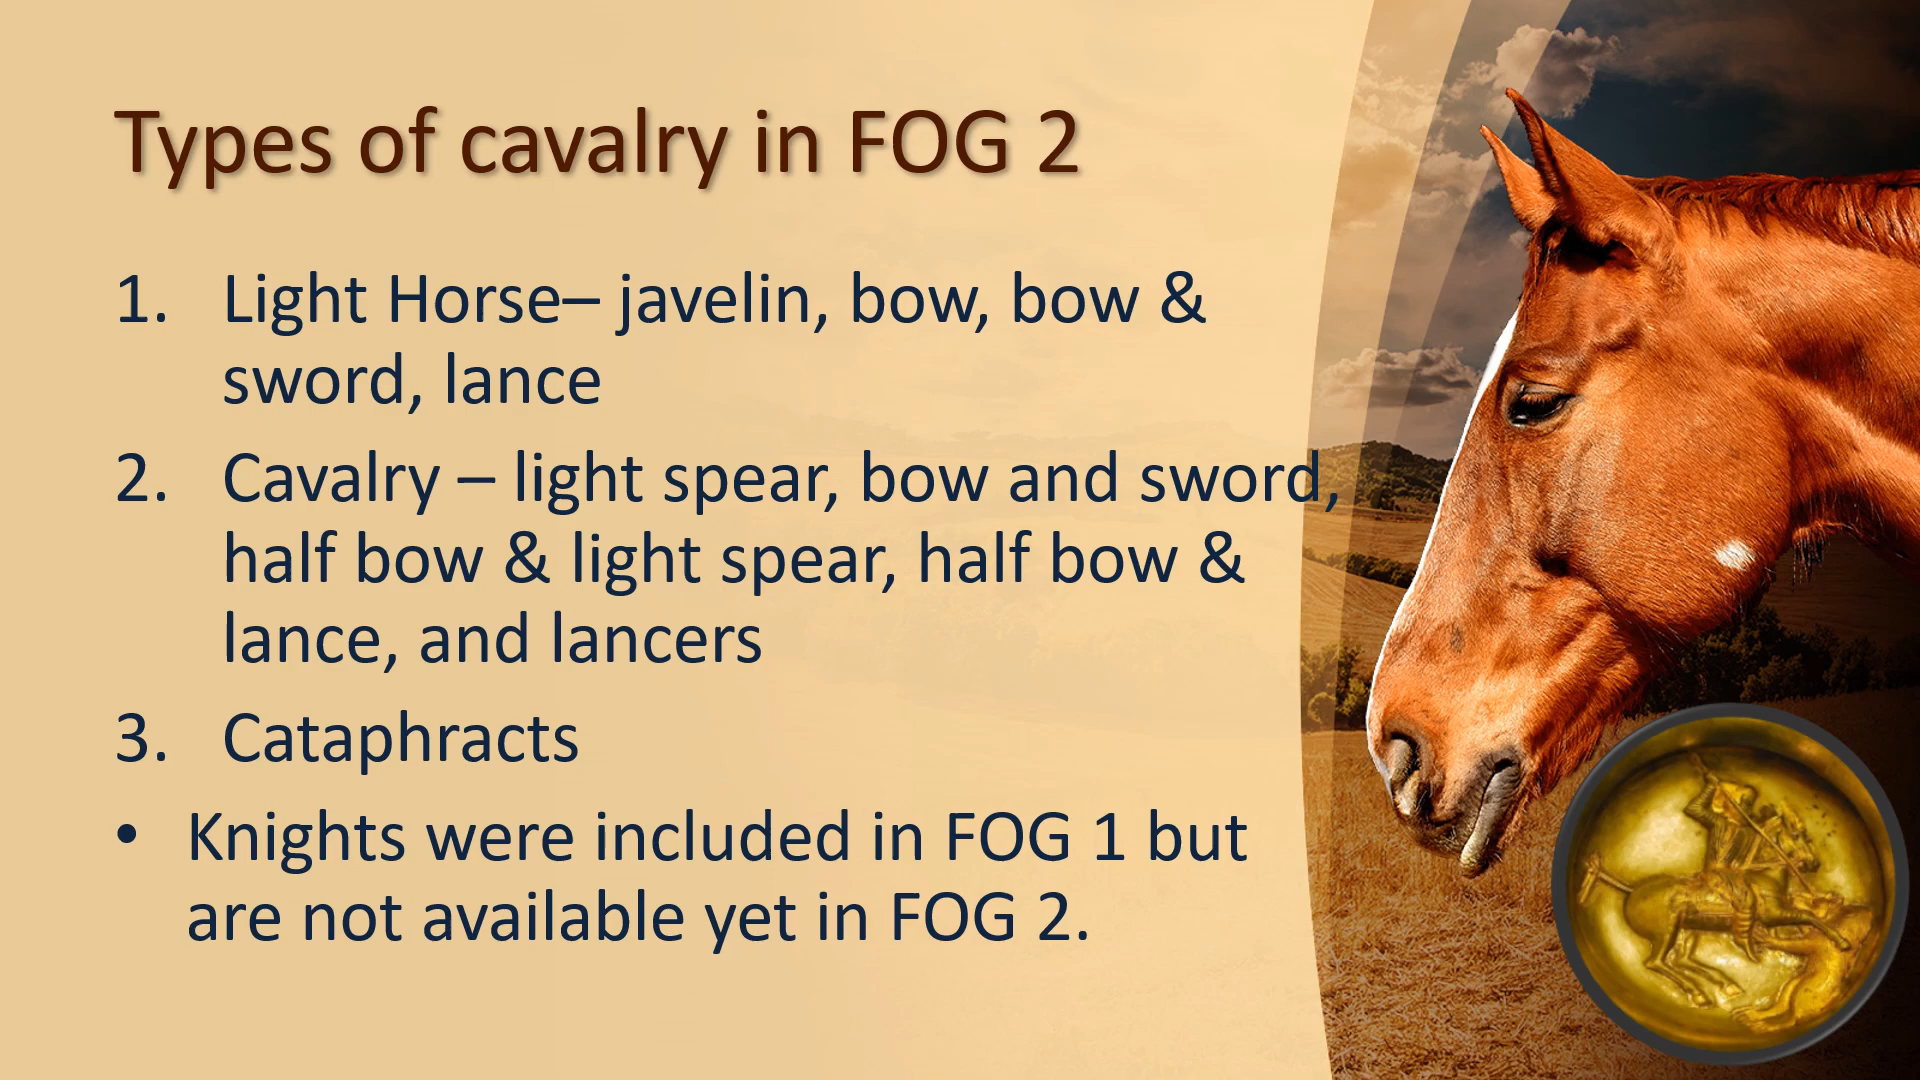 Types of cavalry in FOG 2
1. Light Horse– javelin, bow, bow &
sword, lance
2. Cavalry – light spear, bow and sword,
half bow & light spear, half bow &
lance, and lancers
3. Cataphracts
• Knights were included in FOG 1 but
are not available yet in FOG 2.